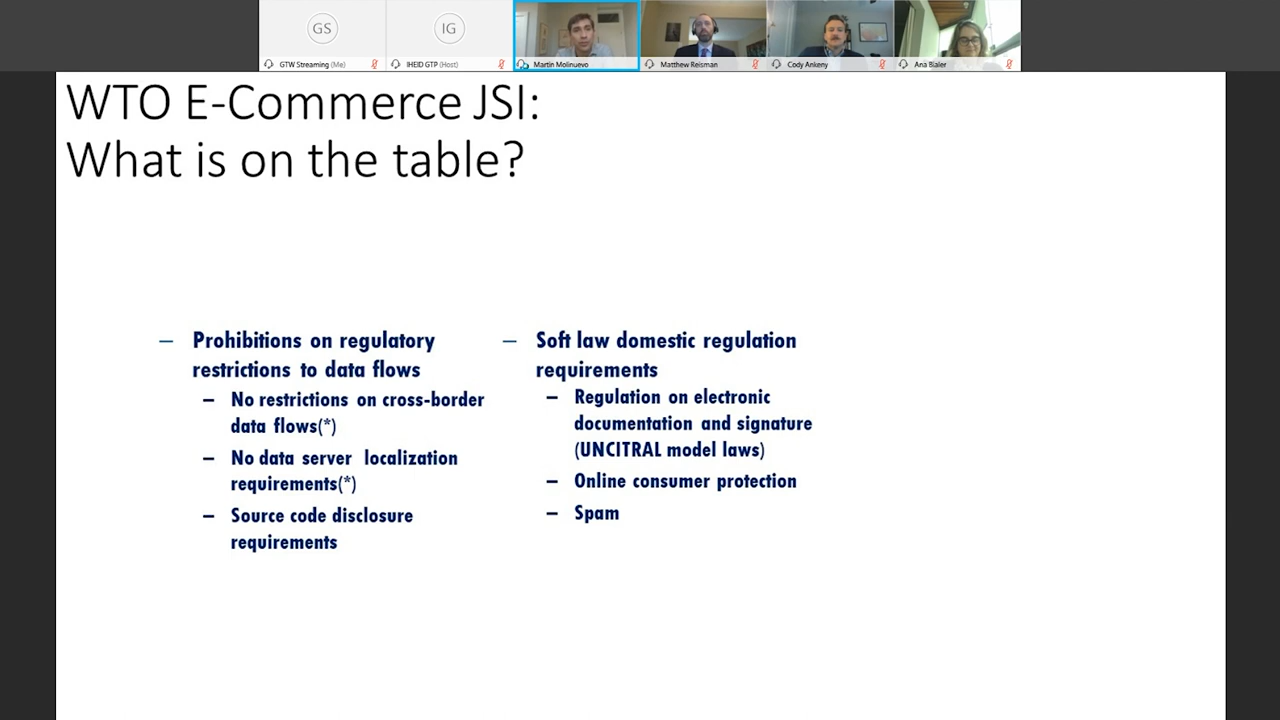 GS
IG
GTW Streaming (Me)
IHEID GTP (Host)
Martin Molinuevo
Matthew Reisman
Cody Ankeny
Ana Bialer
WTO E-Commerce JSI:
What is on the table?
– Prohibitions on regulatory
restrictions to data flows
– No restrictions on cross-border
data flows(*)
– No data server localization
requirements(*)
– Source code disclosure
requirements
– Soft law domestic regulation
requirements
– Regulation on electronic
documentation and signature
(UNCITRAL model laws)
– Online consumer protection
– Spam